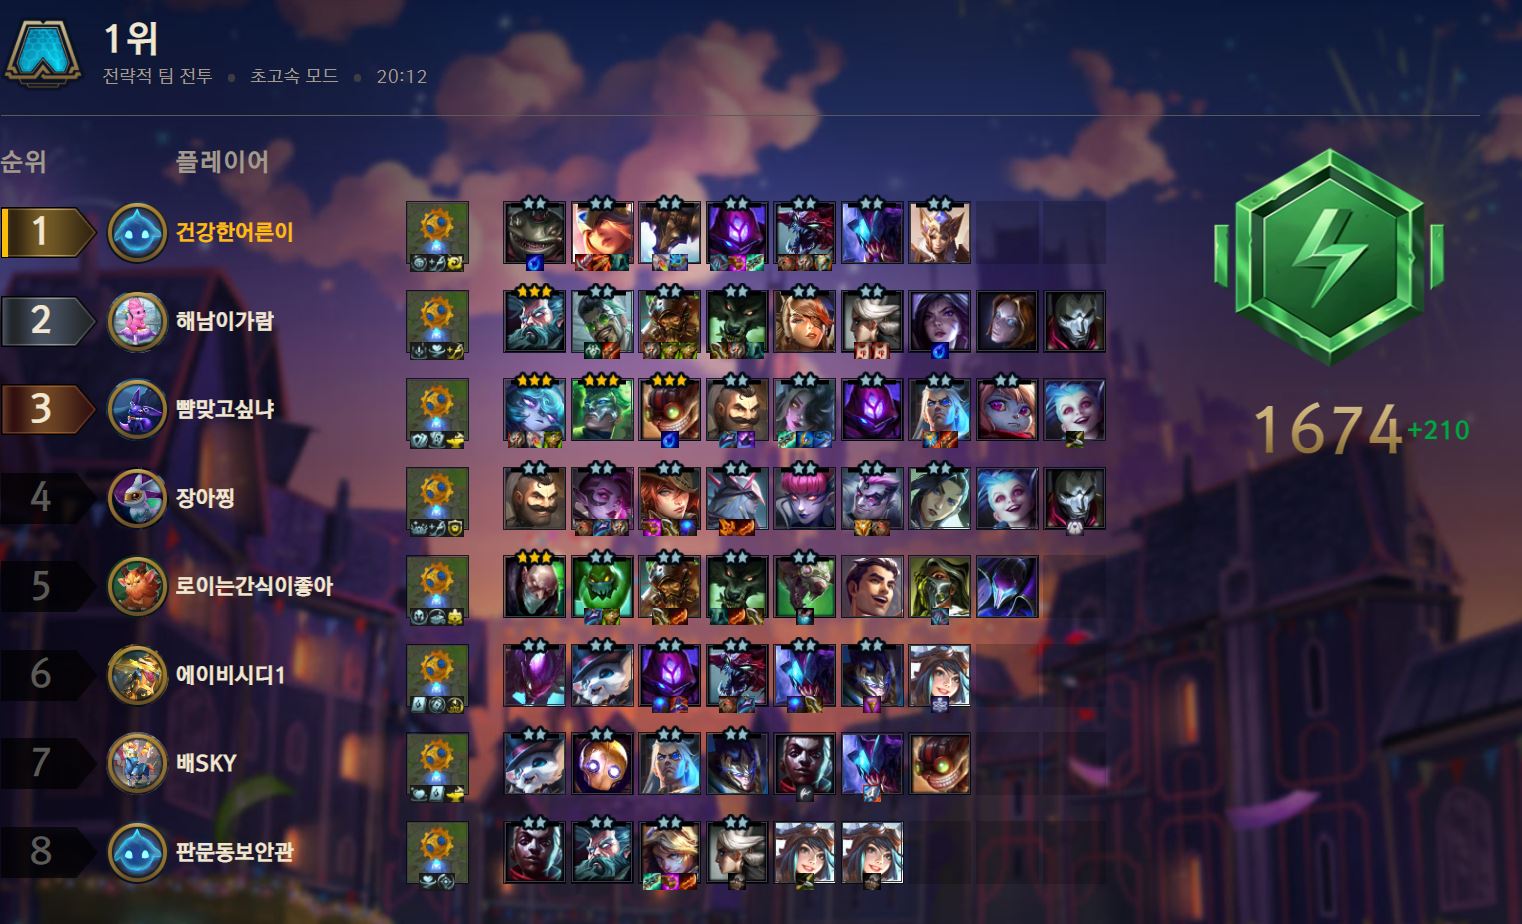 1위
전략적 팀 전투 • 초고속 모드 • 20:12
순위 플레이어
1 건강한어른이
2 해남이가람
3 뺨맞고싶냐
4 장아찡
5 로이는간식이좋아
6 에이비시디1
7 배SKY
8 판문동보안관
1674 +210